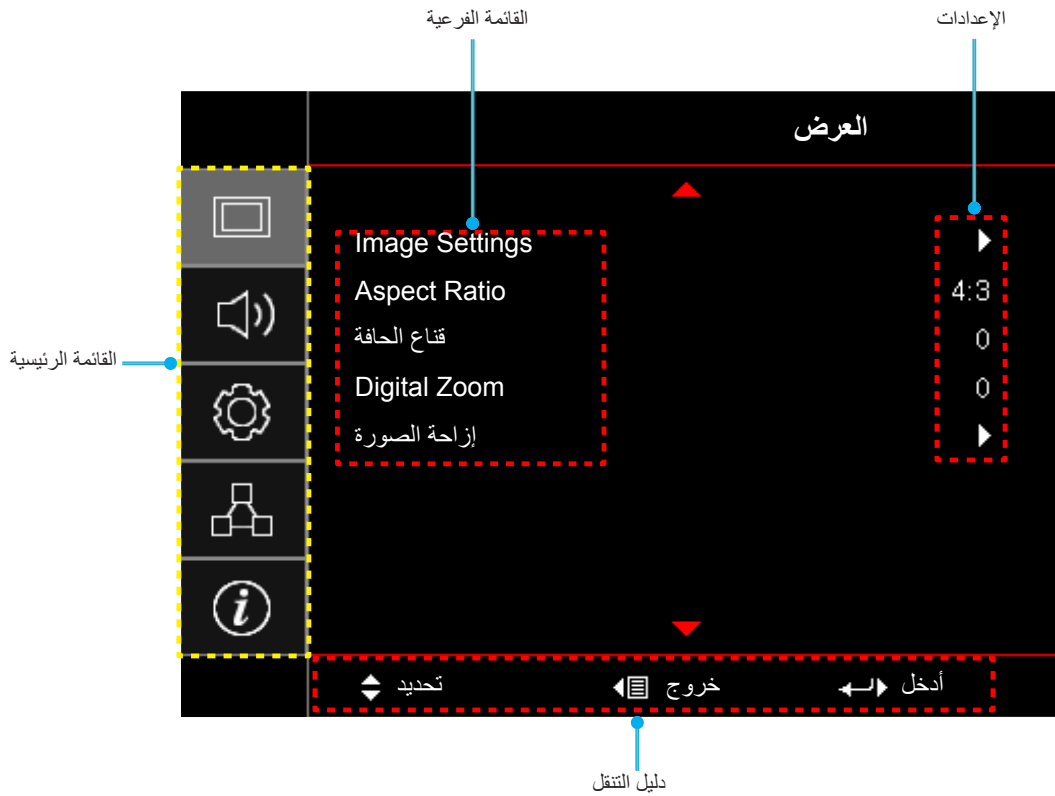 الإعدادات
القائمة الفرعية
العرض
Image Settings
Aspect Ratio 4:3
قناع الحافة 0
Digital Zoom 0
إزاحة الصورة
القائمة الرئيسية
أدخل خروج تحديد
دليل التنقل